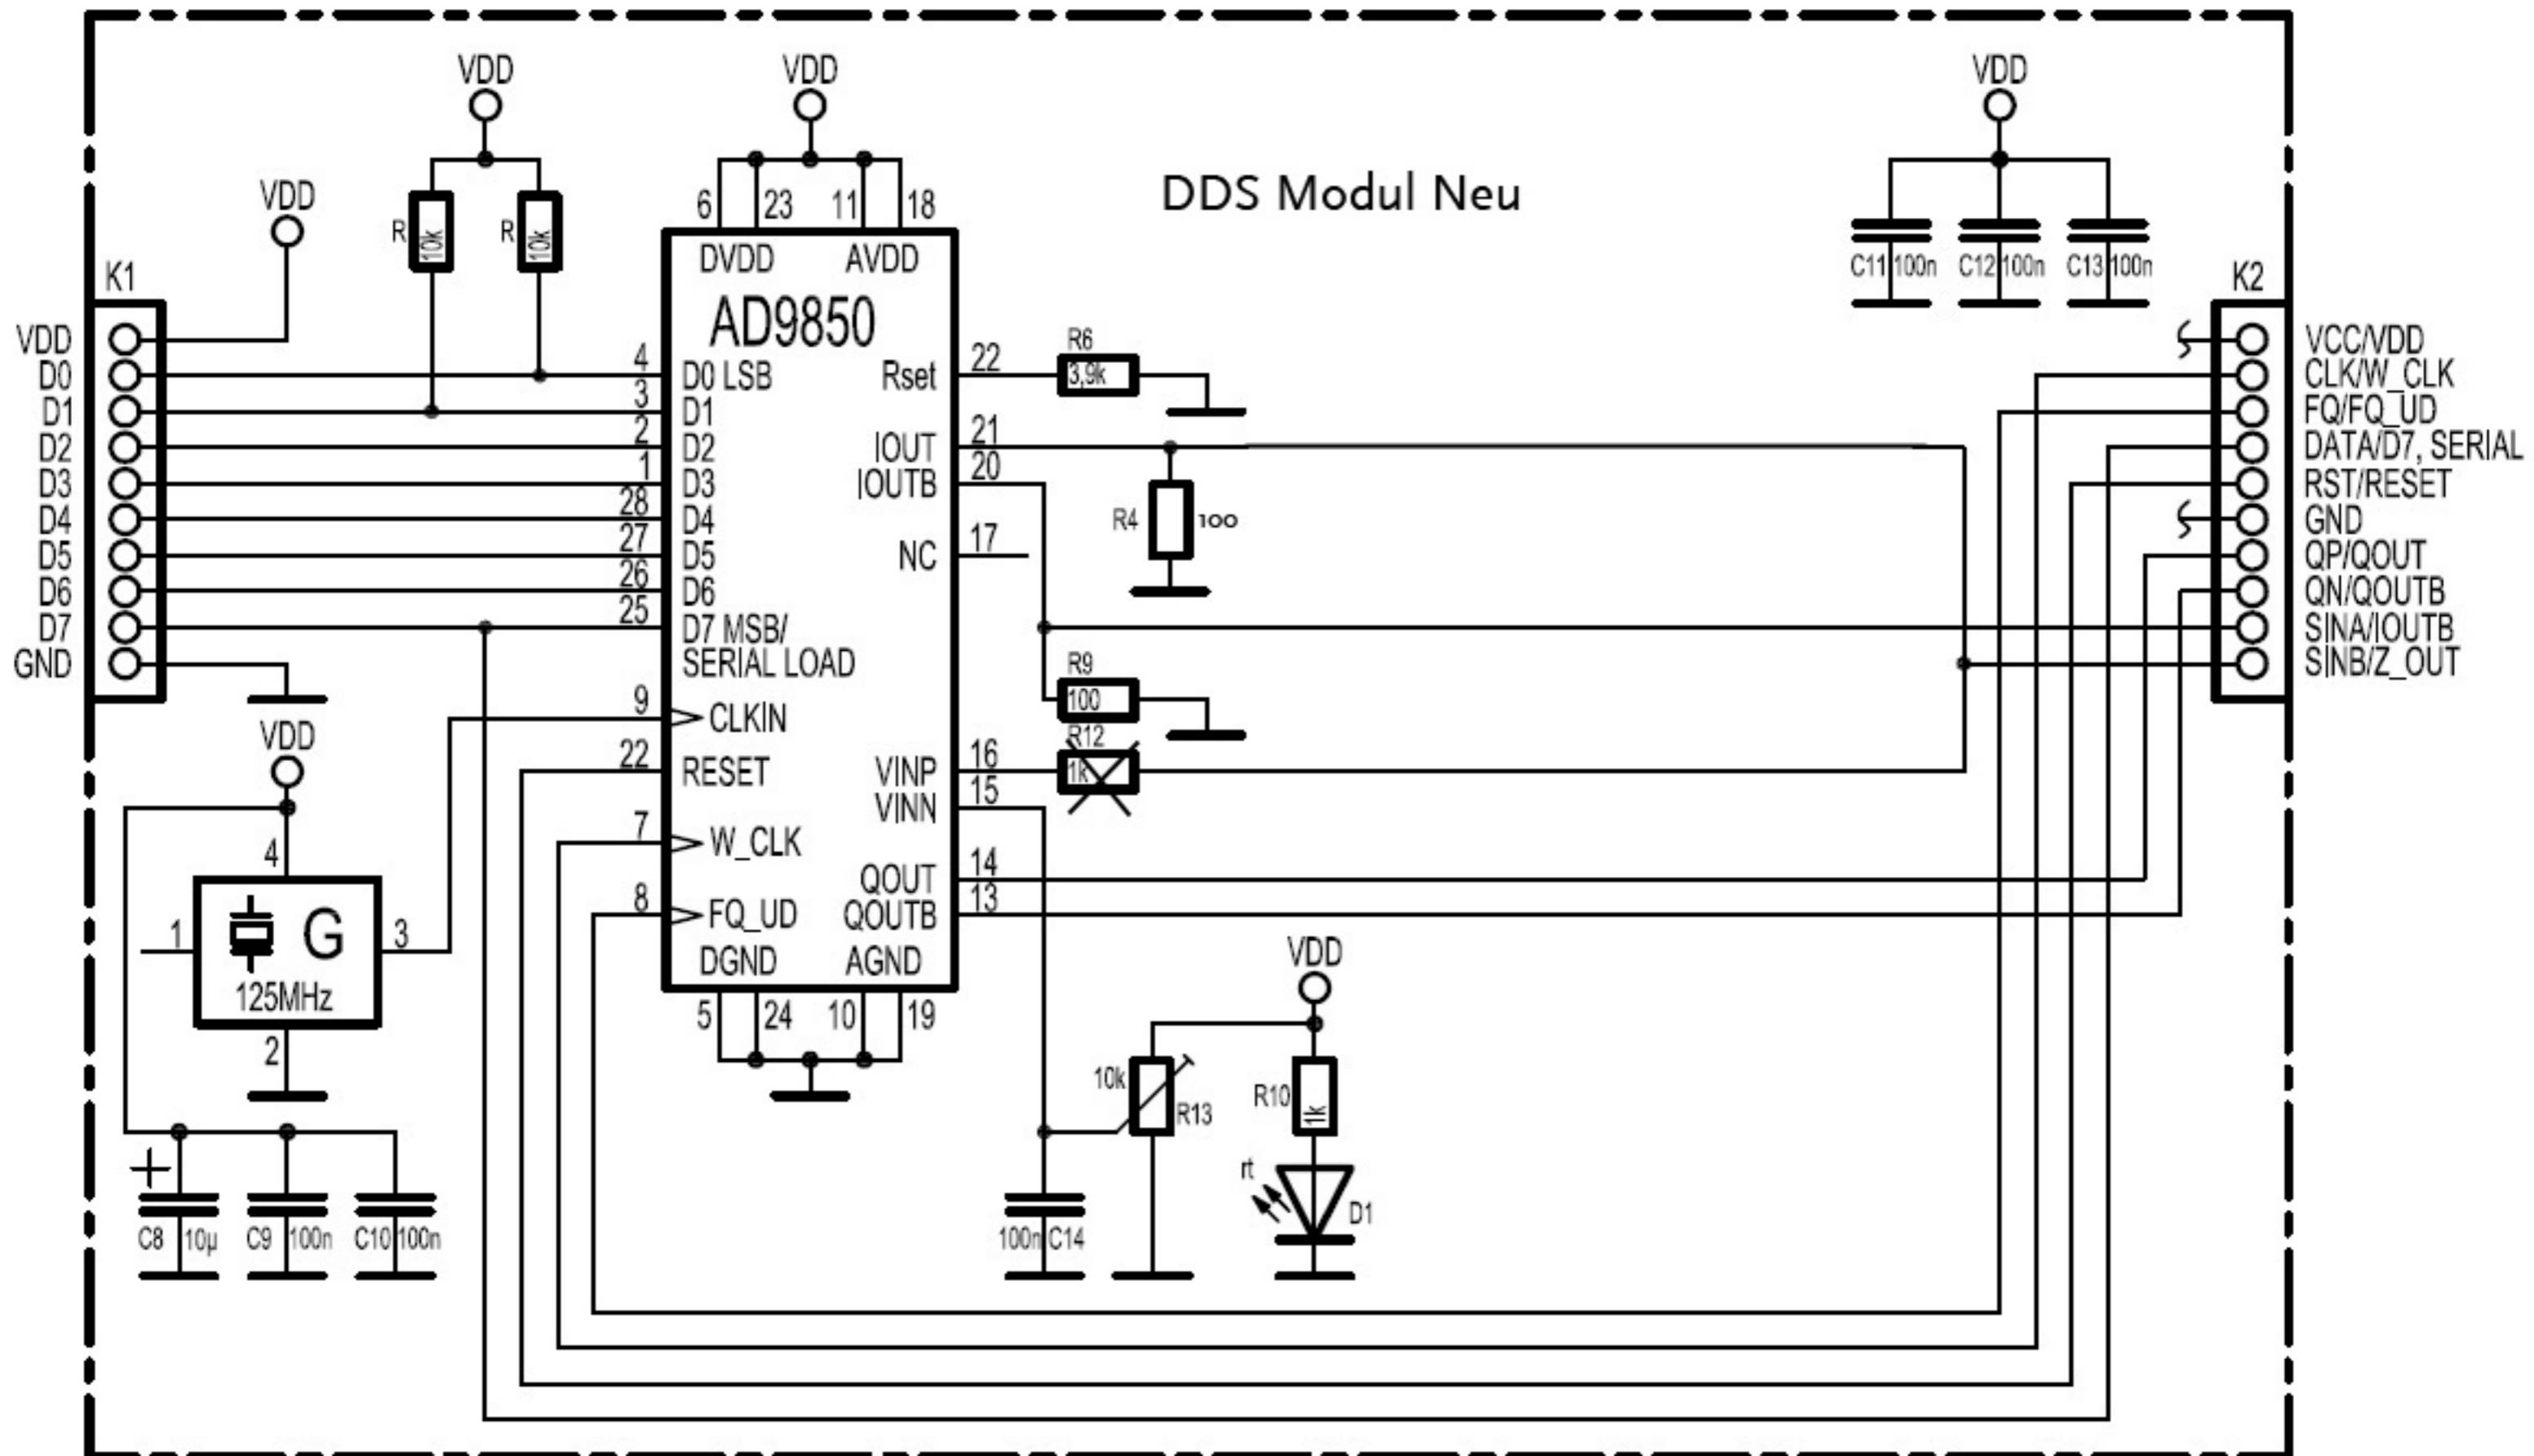 DDS Modul Neu
VDD
VDD
VDD
VDD
R 10k
R 10k
6 23 11 18
DVDD AVDD
AD9850
C11 100n C12 100n C13 100n
K1
VDD
D0
D1
D2
D3
D4
D5
D6
D7
GND
4
3
2
1
28
27
26
25
9
22
7
8
D0 LSB
D1
D2
D3
D4
D5
D6
D7 MSB/
SERIAL LOAD
CLKIN
RESET
W_CLK
FQ_UD
DGND AGND
5 24 10 19
Rset
IOUT
IOUTB
NC
VINP
VINN
QOUT
QOUTB
22
21
20
17
16
15
14
13
R6
3,9k
R4 100
R9
100
R12
1k
K2
VCC/VDD
CLK/W_CLK
FQ/FQ_UD
DATA/D7, SERIAL
RST/RESET
GND
QP/QOUT
QN/QOUTB
SINA/IOUTB
SINB/Z_OUT
VDD
4
1 G 3
125MHz
2
+
C8 10µ C9 100n C10 100n
VDD
10k
R13
R10 1k
rt
D1
100n C14